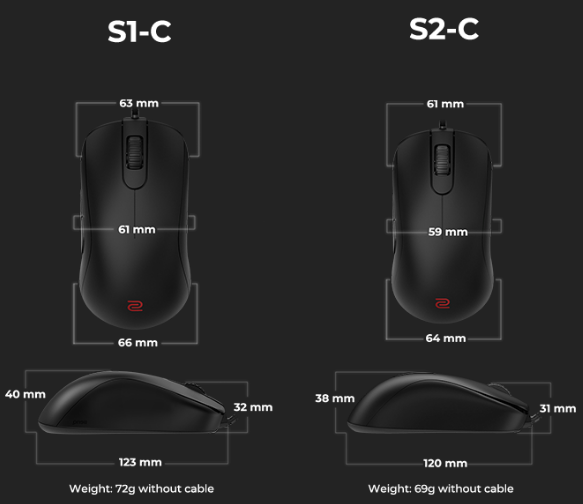 S1-C
S2-C
63 mm
61 mm
61 mm
59 mm
66 mm
64 mm
40 mm
32 mm
38 mm
31 mm
123 mm
120 mm
Weight: 72g without cable
Weight: 69g without cable